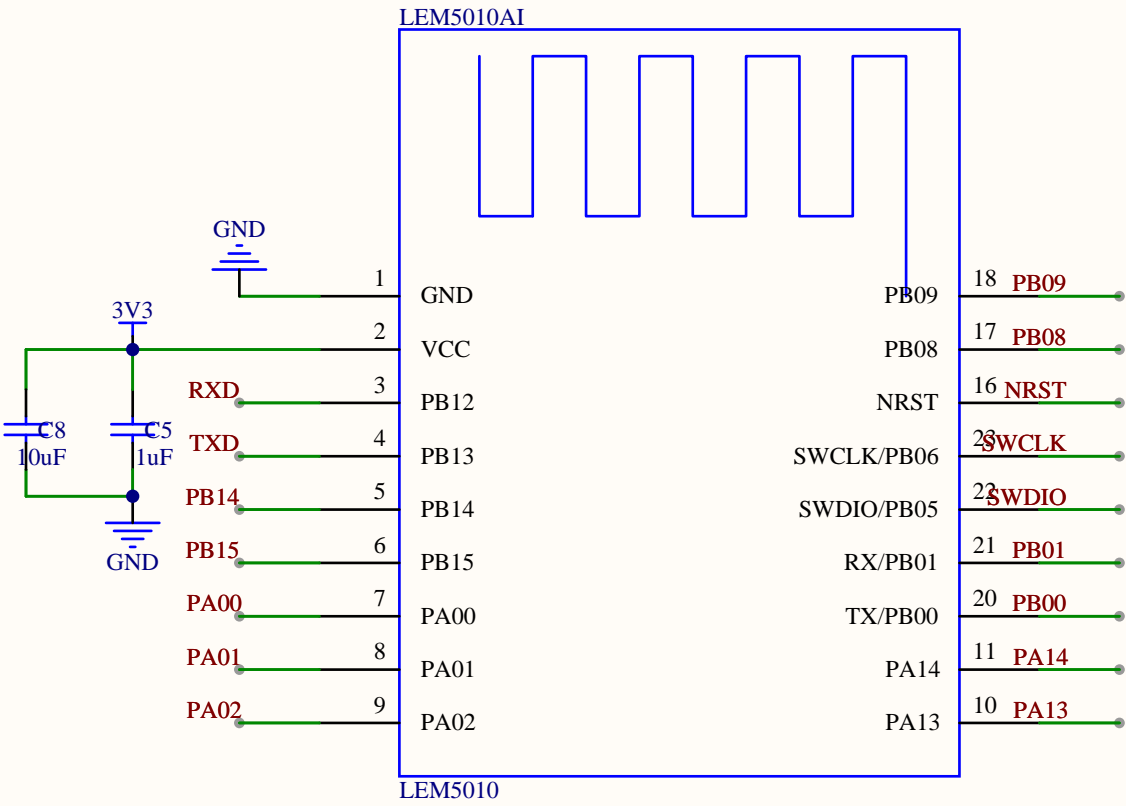 LEM5010AI
GND
1 GND
PB09 18 PB09
3V3
2 VCC
PB08 17 PB08
RXD 3 PB12
NRST 16 NRST
C8 C5
10uF 1uF
TXD 4 PB13
SWCLK/PB06 23 SWCLK
PB14 5 PB14
SWDIO/PB05 22 SWDIO
GND
PB15 6 PB15
RX/PB01 21 PB01
PA00 7 PA00
TX/PB00 20 PB00
PA01 8 PA01
PA14 11 PA14
PA02 9 PA02
PA13 10 PA13
LEM5010